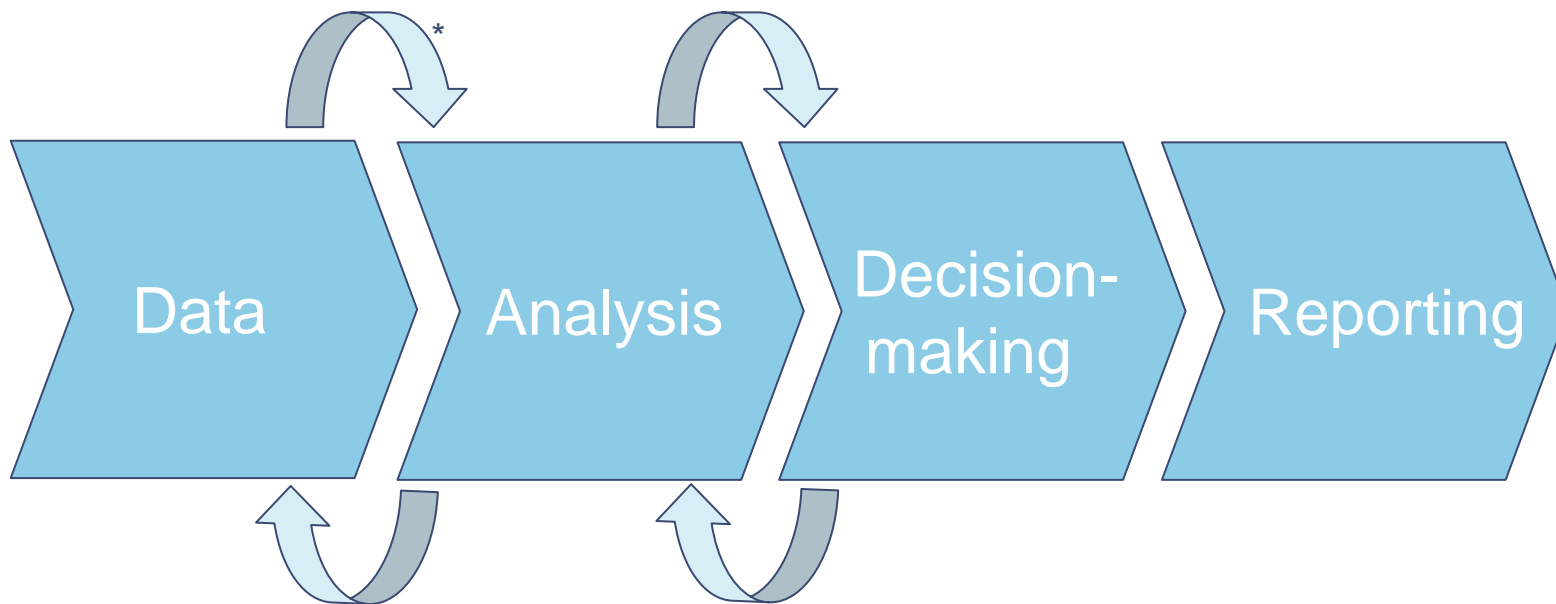 *
Data
Analysis
Decision-
making
Reporting